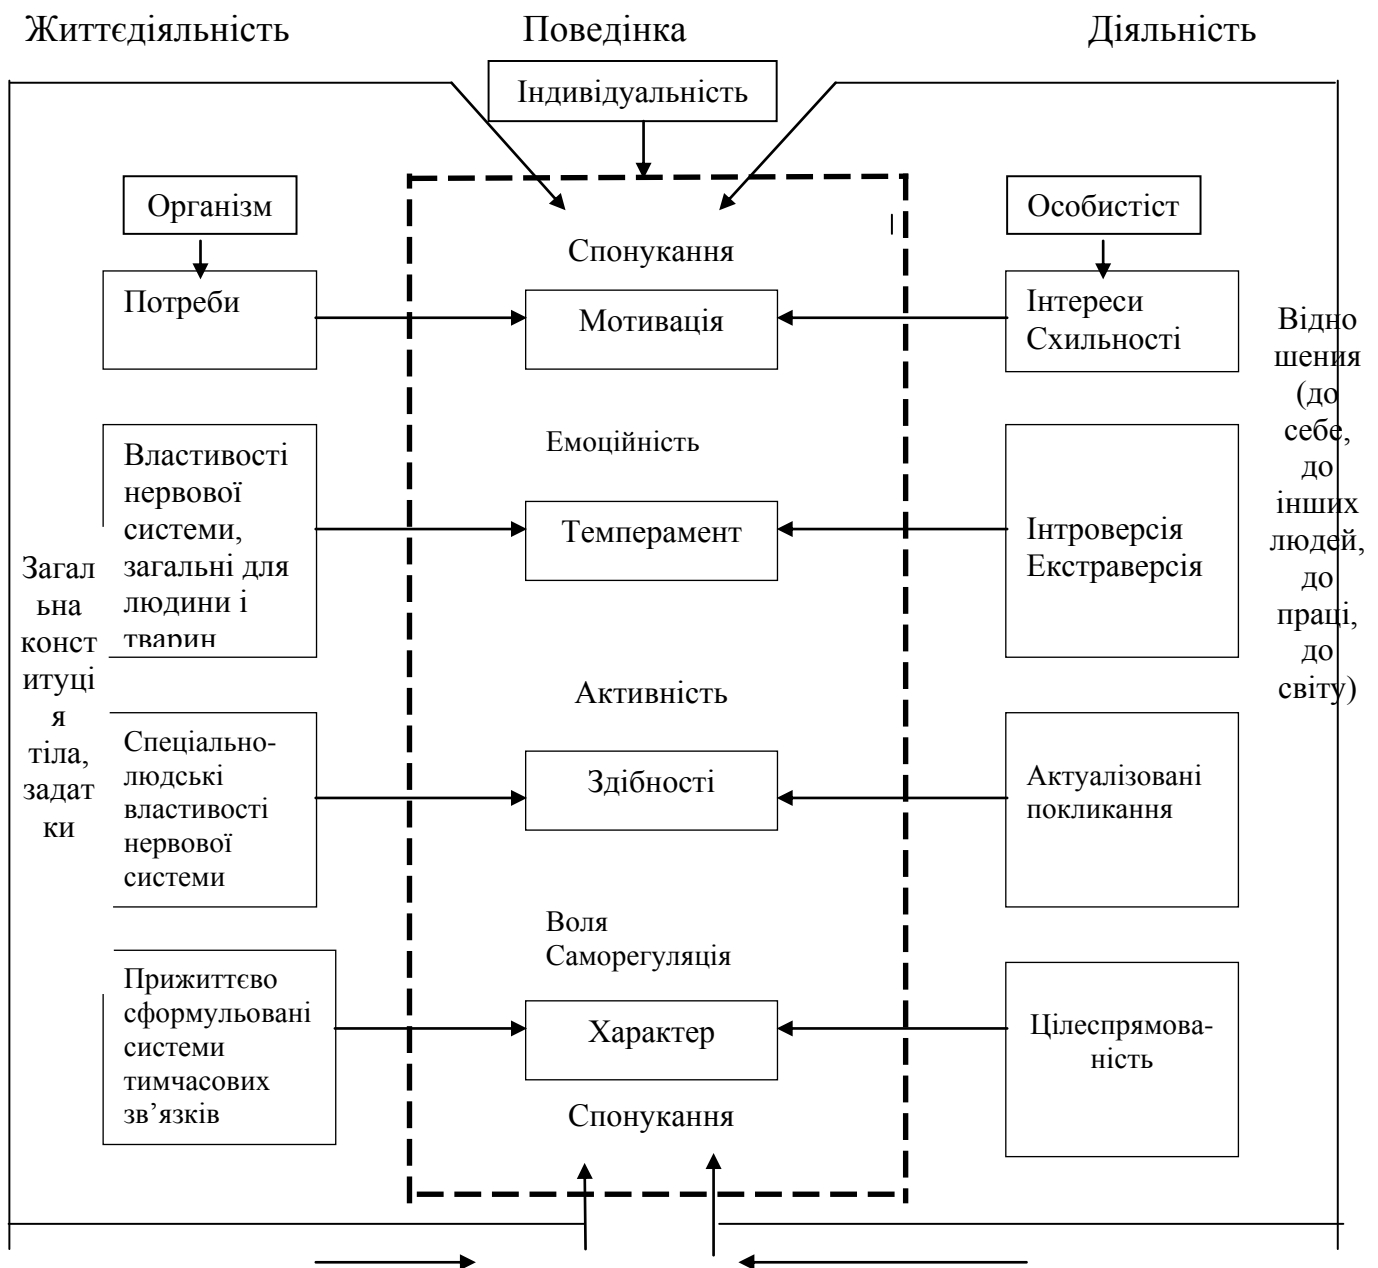 Життєдіяльність
Поведінка
Діяльність
Індивідуальність
Організм
Особистіст
Спонукання
Потреби
Мотивація
Інтереси
Схильності
Емоційність
Властивості
нервової
системи,
загальні для
людини і
тварин
Темперамент
Інтроверсія
Екстраверсія
Відно
шения
(до
себе,
до
інших
людей,
до
праці,
до
світу)
Загал
ьна
конст
итуці
я
тіла,
задат
ки
Активність
Спеціально-
людські
властивості
нервової
системи
Здібності
Актуалізовані
покликання
Воля
Саморегуляція
Прижиттєво
сформульовані
системи
тимчасових
зв’язків
Характер
Цілеспрямова-
ність
Спонукання